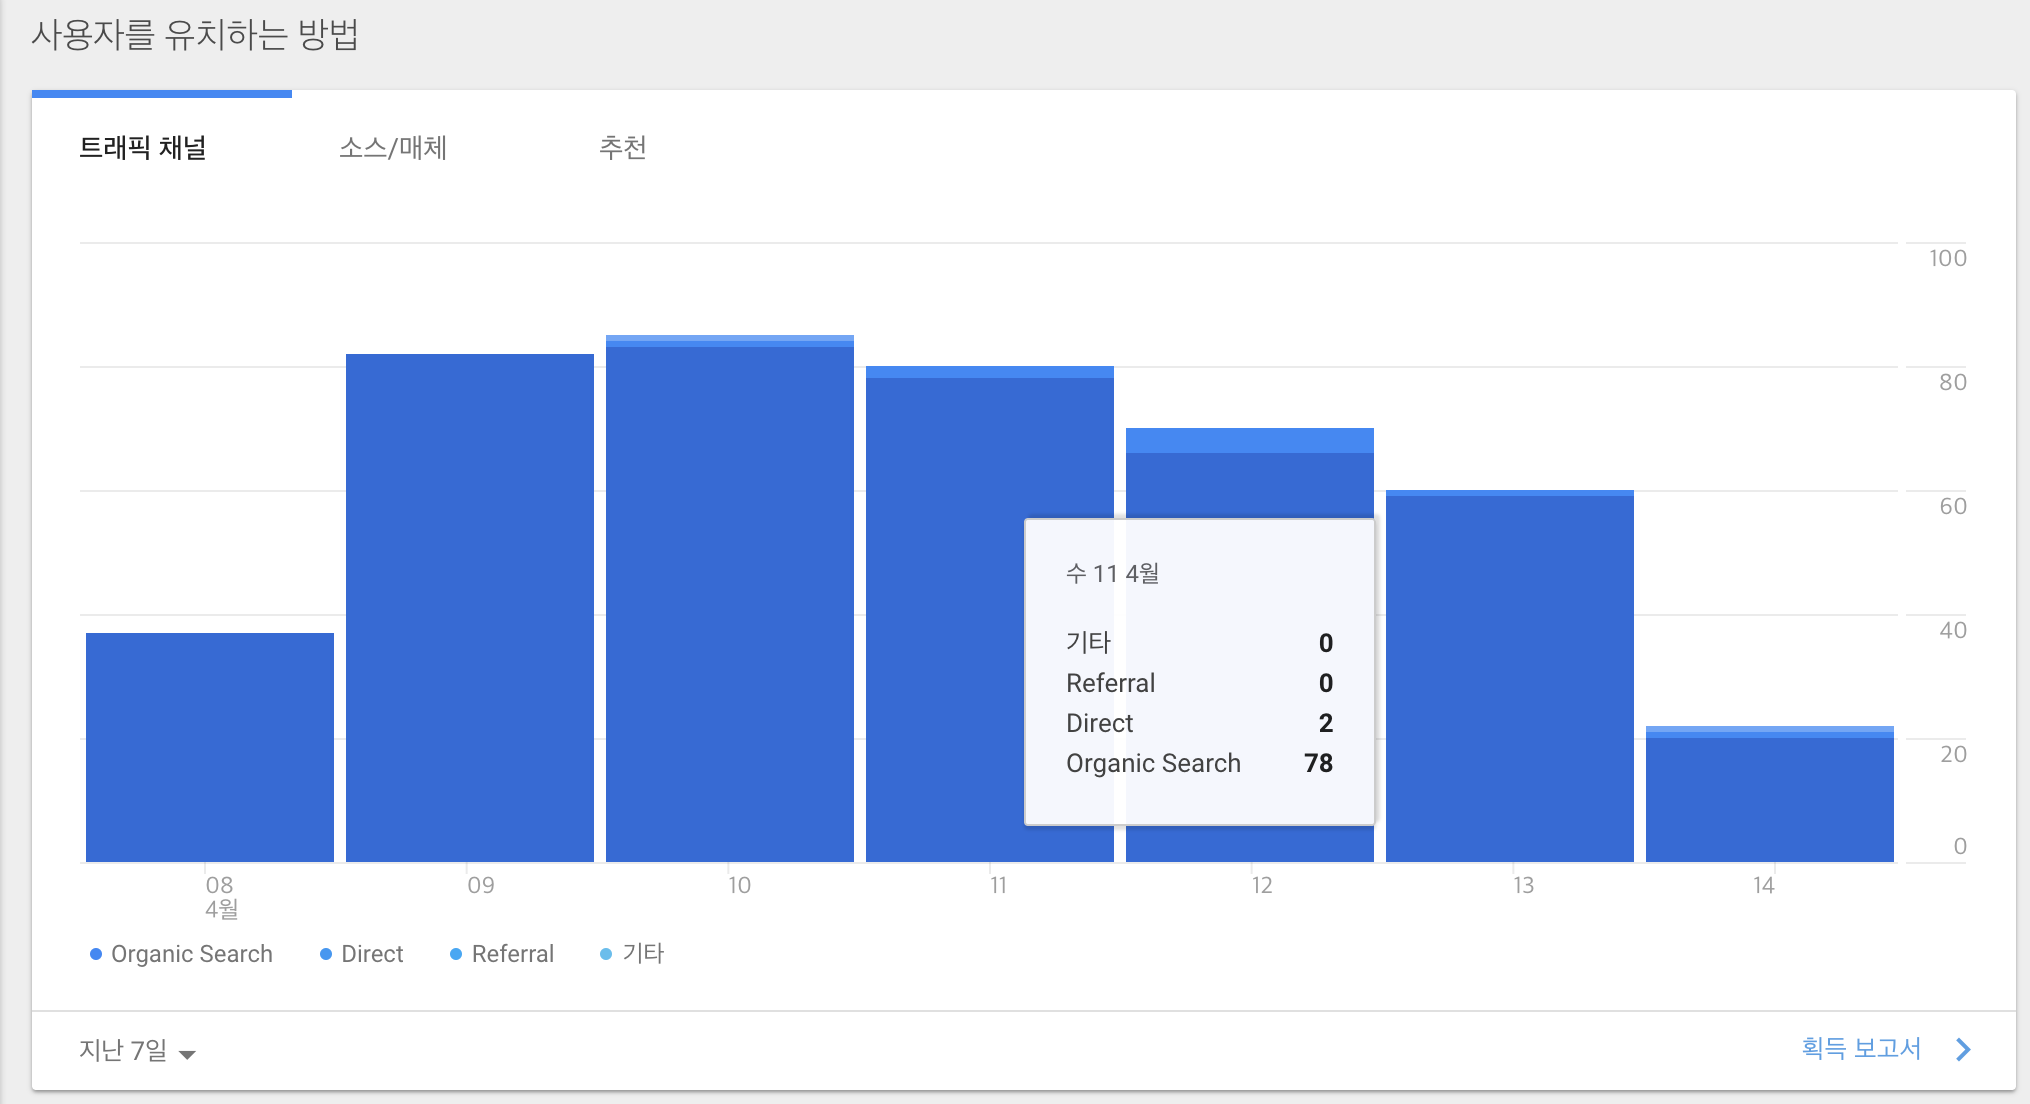 사용자를 유치하는 방법
트래픽 채널 소스/매체 추천
100
80
60
40
20
0
수 11 4월
기타 0
Referral 0
Direct 2
Organic Search 78
08 09 10 11 12 13 14
4월
Organic Search Direct Referral 기타
지난 7일 획득 보고서